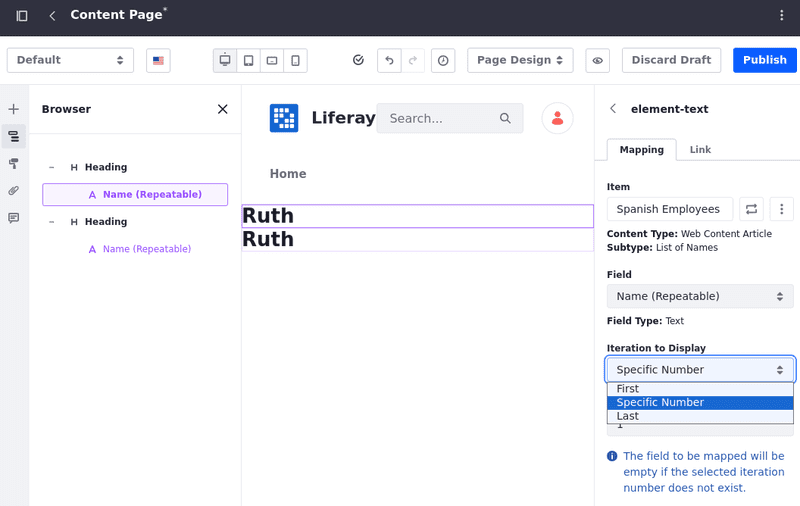 Content Page*
Default
Page Design
Discard Draft
Publish
Browser
Heading
Name (Repeatable)
Heading
Name (Repeatable)
Liferay
Search...
Home
Ruth
Ruth
element-text
Mapping
Link
Item
Spanish Employees
Content Type: Web Content Article
Subtype: List of Names
Field
Name (Repeatable)
Field Type: Text
Iteration to Display
Specific Number
First
Specific Number
Last
1
The field to be mapped will be
empty if the selected iteration
number does not exist.